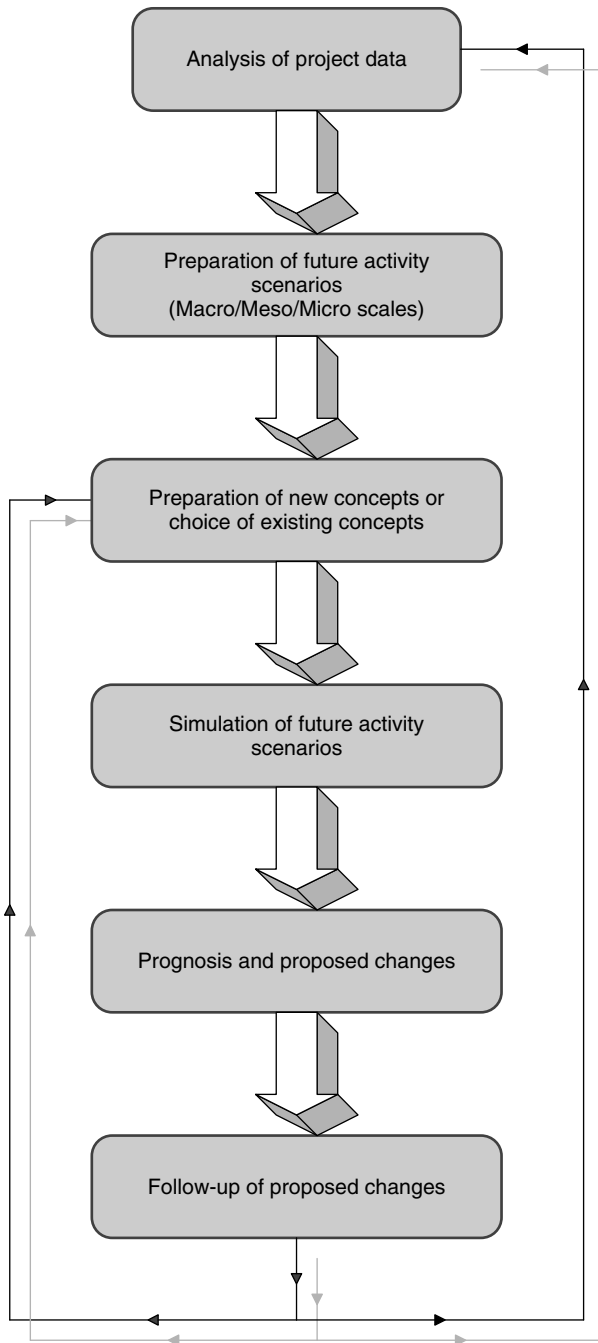 Analysis of project data
Preparation of future activity
scenarios
(Macro/Meso/Micro scales)
Preparation of new concepts or
choice of existing concepts
Simulation of future activity
scenarios
Prognosis and proposed changes
Follow-up of proposed changes